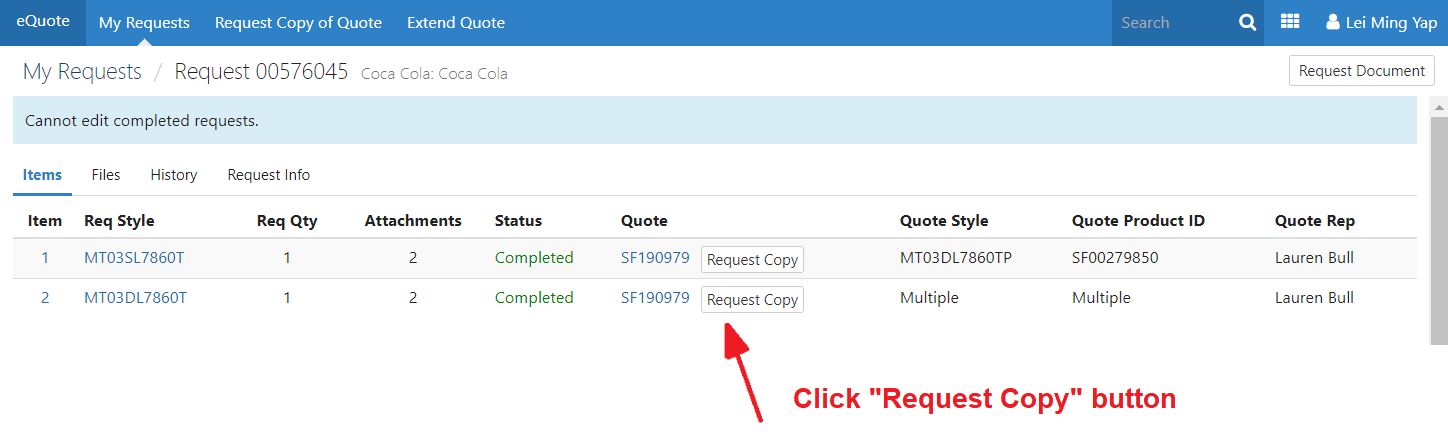 eQuote My Requests Request Copy of Quote Extend Quote Search Lei Ming Yap
My Requests / Request 00576045 Coca Cola: Coca Cola Request Document
Cannot edit completed requests.
Items Files History Request Info
Item Req Style Req Qty Attachments Status Quote Quote Style Quote Product ID Quote Rep
1 MT03SL7860T 1 2 Completed SF190979 Request Copy MT03DL7860TP SF00279850 Lauren Bull
2 MT03DL7860T 1 2 Completed SF190979 Request Copy Multiple Multiple Lauren Bull
Click "Request Copy" button